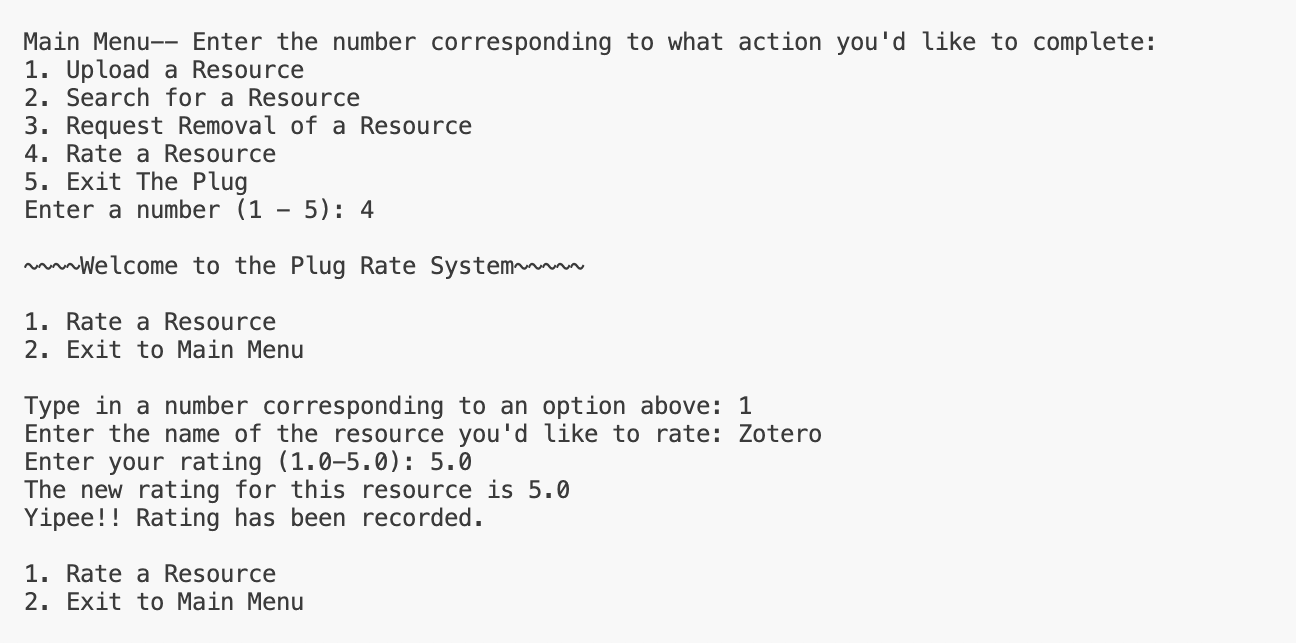 Main Menu-- Enter the number corresponding to what action you'd like to complete:
1. Upload a Resource
2. Search for a Resource
3. Request Removal of a Resource
4. Rate a Resource
5. Exit The Plug
Enter a number (1 - 5): 4
~~~~Welcome to the Plug Rate System~~~~~
1. Rate a Resource
2. Exit to Main Menu
Type in a number corresponding to an option above: 1
Enter the name of the resource you'd like to rate: Zotero
Enter your rating (1.0-5.0): 5.0
The new rating for this resource is 5.0
Yipee!! Rating has been recorded.
1. Rate a Resource
2. Exit to Main Menu